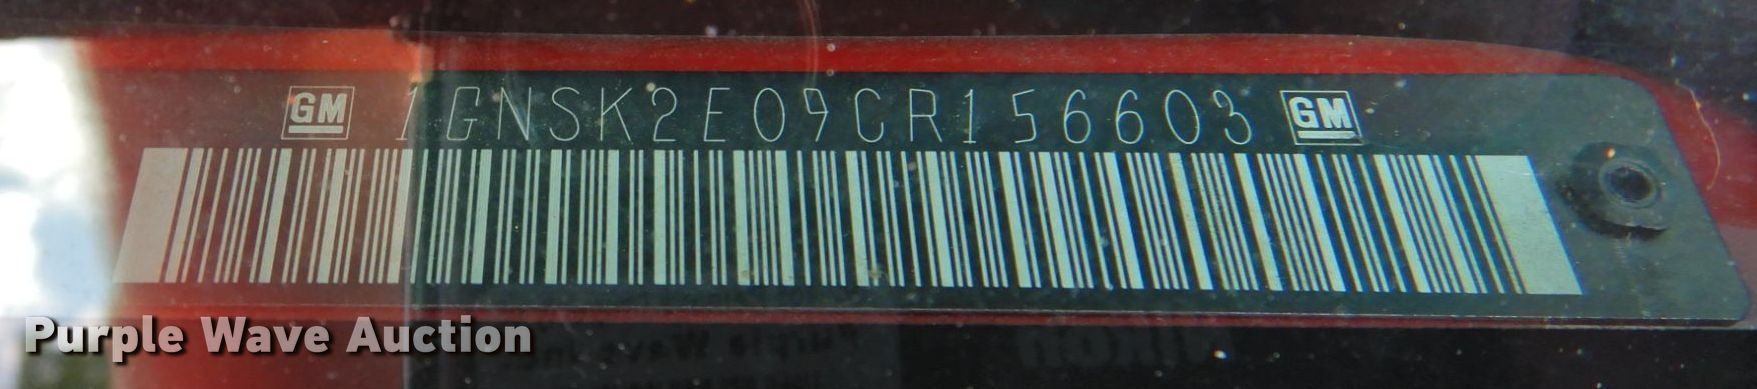 GM 1GNSK2E09CR156603 GM
Purple Wave Auction